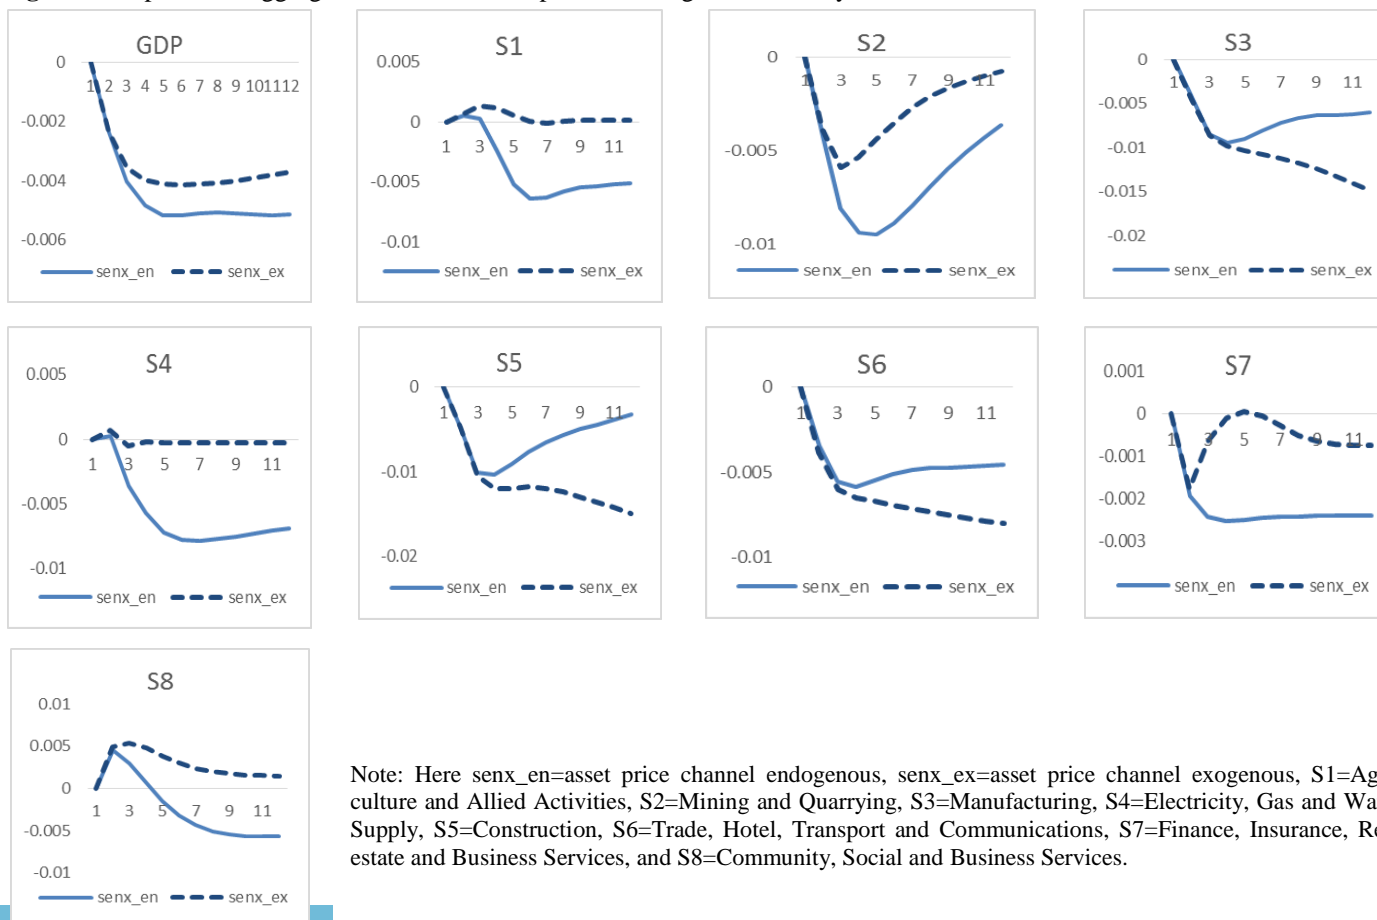 GDP
0
1 2 3 4 5 6 7 8 9 101112
-0.002
-0.004
-0.006
senx_en senx_ex
S1
0.005
0
1 3 5 7 9 11
-0.005
-0.01
senx_en senx_ex
S2
0
1 3 5 7 9 11
-0.005
-0.01
senx_en senx_ex
S3
0
1 3 5 7 9 11
-0.005
-0.01
-0.015
-0.02
senx_en senx_ex
S4
0.005
0
1 3 5 7 9 11
-0.005
-0.01
senx_en senx_ex
S5
0
1 3 5 7 9 11
-0.01
-0.02
senx_en senx_ex
S6
0
1 3 5 7 9 11
-0.005
-0.01
senx_en senx_ex
S7
0.001
0
1 3 5 7 9 11
-0.001
-0.002
-0.003
senx_en senx_ex
S8
0.01
0.005
0
1 3 5 7 9 11
-0.005
-0.01
senx_en senx_ex
Note: Here senx_en=asset price channel endogenous, senx_ex=asset price channel exogenous, S1=Ag
culture and Allied Activities, S2=Mining and Quarrying, S3=Manufacturing, S4=Electricity, Gas and Wa
Supply, S5=Construction, S6=Trade, Hotel, Transport and Communications, S7=Finance, Insurance, Re
estate and Business Services, and S8=Community, Social and Business Services.